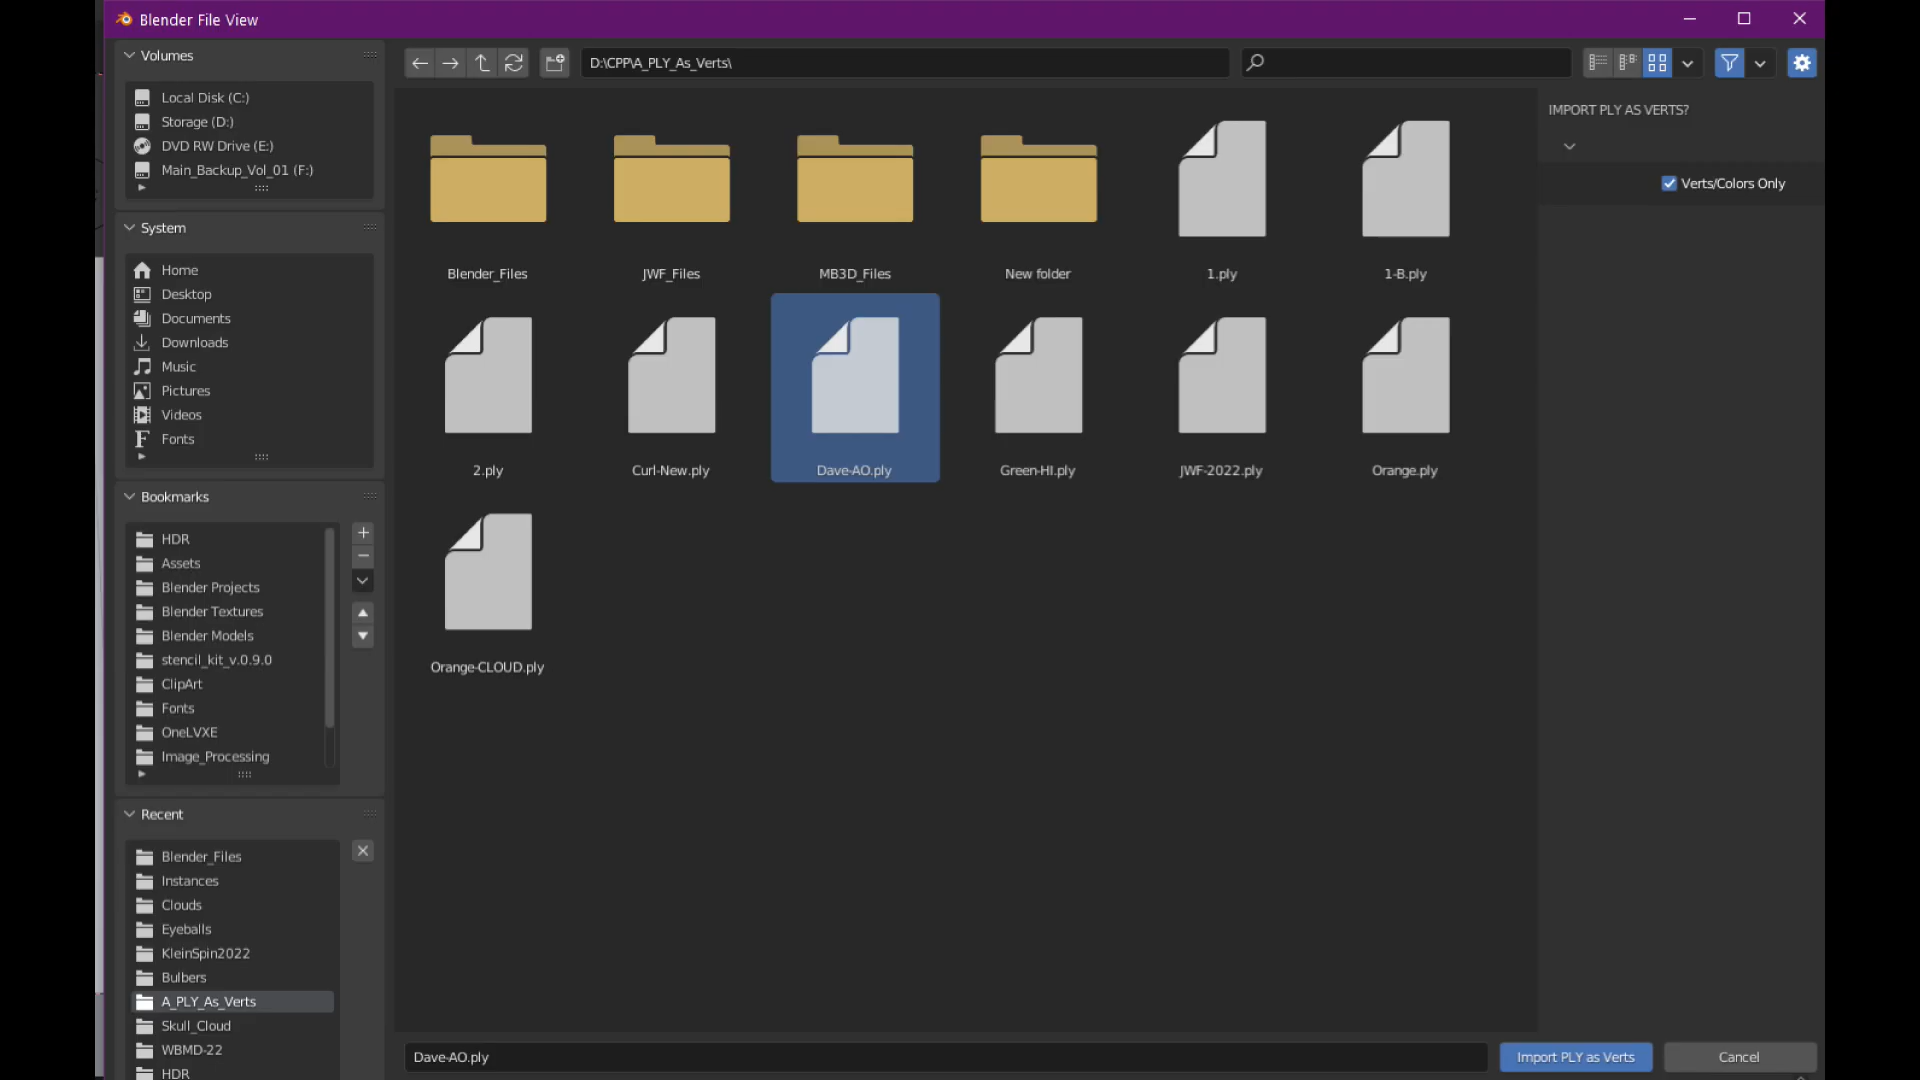 Blender File View
Volumes
Local Disk (C:)
Storage (D:)
DVD RW Drive (E:)
Main_Backup_Vol_01 (F:)
System
Home
Desktop
Documents
Downloads
Music
Pictures
Videos
Fonts
Bookmarks
HDR
Assets
Blender Projects
Blender Textures
Blender Models
stencil_kit_v.0.9.0
ClipArt
Fonts
OneLVXE
Image_Processing
Recent
Blender_Files
Instances
Clouds
Eyeballs
KleinSpin2022
Bulbers
A_PLY_As_Verts
Skull_Cloud
WBMD-22
HDR
D:\CPP\A_PLY_As_Verts\
Blender_Files
JWF_Files
MB3D_Files
New folder
1.ply
1-B.ply
2.ply
Curl-New.ply
Dave-AO.ply
Green-HI.ply
JWF-2022.ply
Orange.ply
Orange-CLOUD.ply
IMPORT PLY AS VERTS?
Verts/Colors Only
Dave-AO.ply
Import PLY as Verts
Cancel